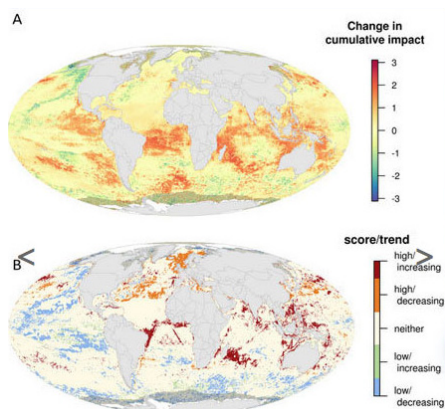 A
Change in
cumulative impact
3
2
1
0
-1
-2
-3
B
<
>
score/trend
high/
increasing
high/
decreasing
neither
low/
increasing
low/
decreasing